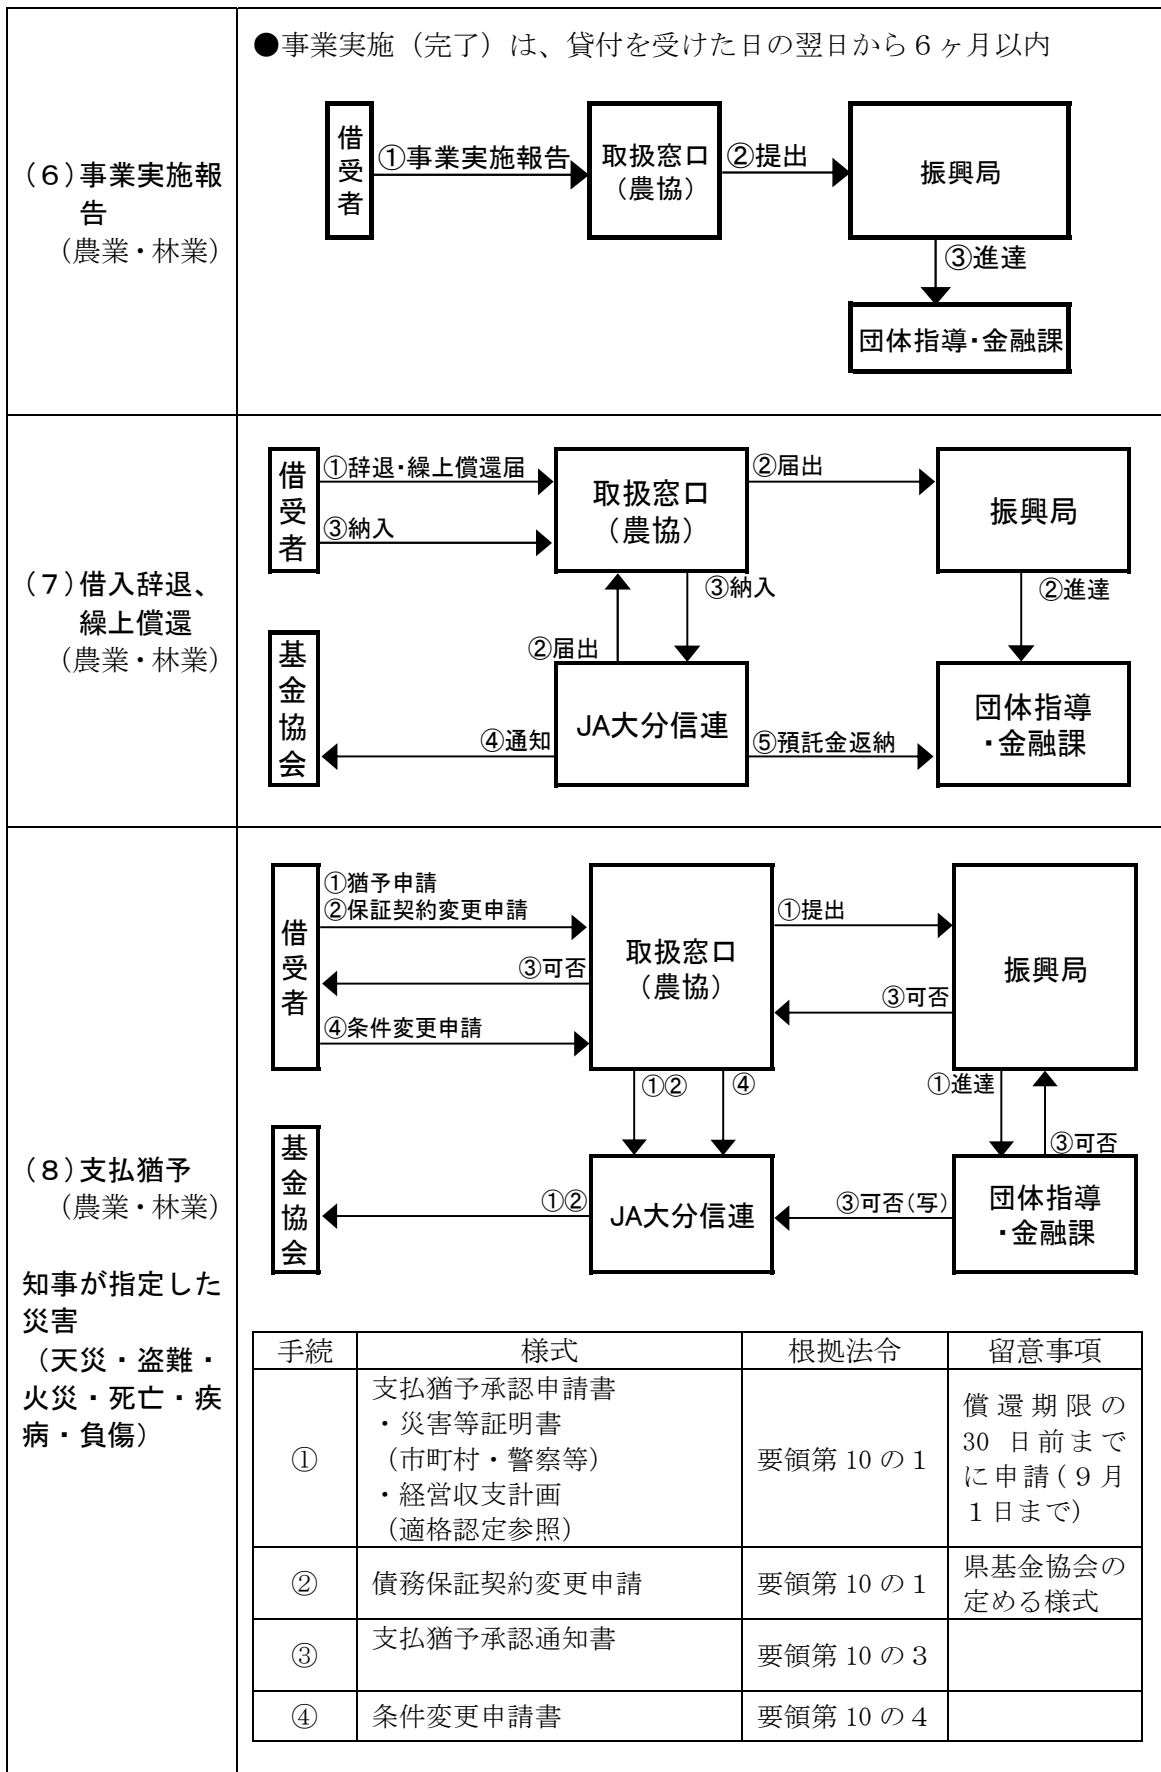 (6)事業実施報
告
(農業・林業)
●事業実施(完了)は、貸付を受けた日の翌日から6ヶ月以内
借受者
①事業実施報告
取扱窓口
(農協)
②提出
振興局
③進達
団体指導・金融課
(7)借入辞退、
繰上償還
(農業・林業)
借受者
①辞退・繰上償還届
③納入
取扱窓口
(農協)
②届出
振興局
②届出
③納入
②進達
基金協会
④通知
JA大分信連
⑤預託金返納
団体指導
・金融課
(8)支払猶予
(農業・林業)
知事が指定した
災害
(天災・盗難・
火災・死亡・疾
病・負傷)
借受者
①猶予申請
②保証契約変更申請
③可否
④条件変更申請
取扱窓口
(農協)
①提出
③可否
振興局
①②
④
①進達
③可否
基金協会
①②
JA大分信連
③可否(写)
団体指導
・金融課
手続 様式 根拠法令 留意事項
① 支払猶予承認申請書
・災害等証明書
(市町村・警察等)
・経営収支計画
(適格認定参照)
要領第10の1
償還期限の
30日前まで
に申請(9月
1日まで)
② 債務保証契約変更申請 要領第10の1 県基金協会の
定める様式
③ 支払猶予承認通知書 要領第10の3
④ 条件変更申請書 要領第10の4